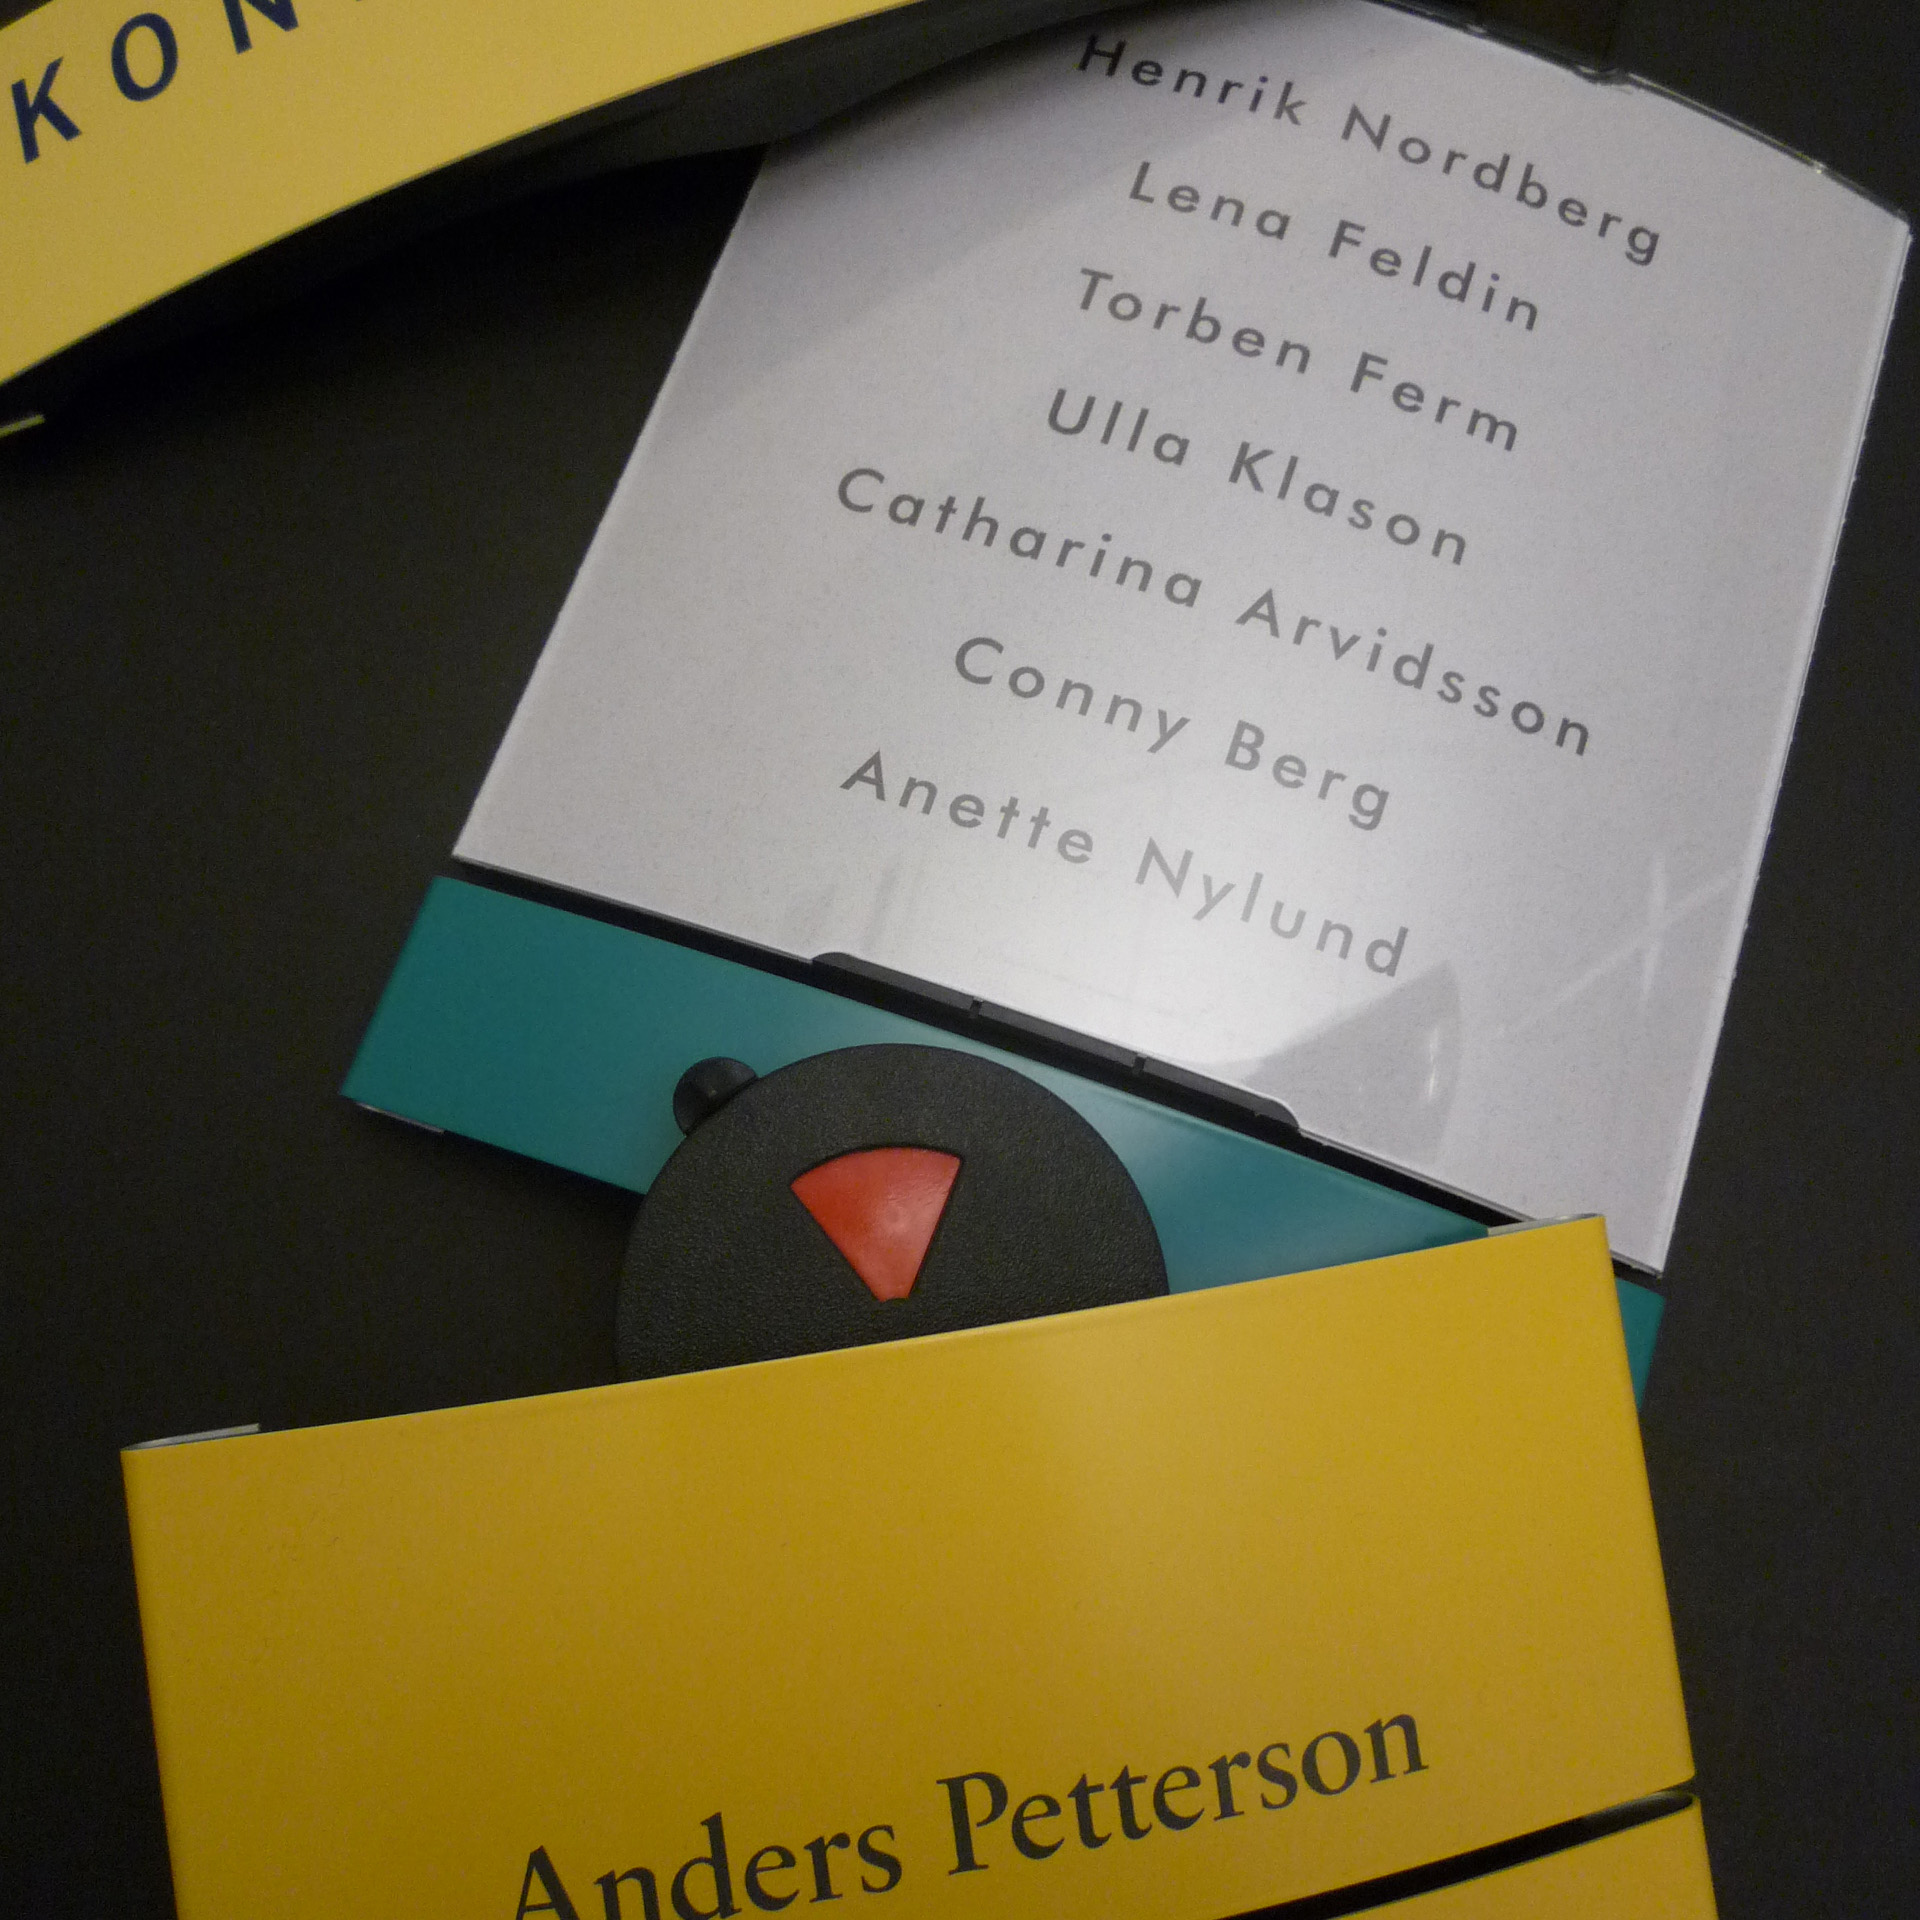 KON
Henrik Nordberg
Lena Feldin
Torben Ferm
Ulla Klason
Catharina Arvidsson
Conny Berg
Anette Nylund
Anders Petterson